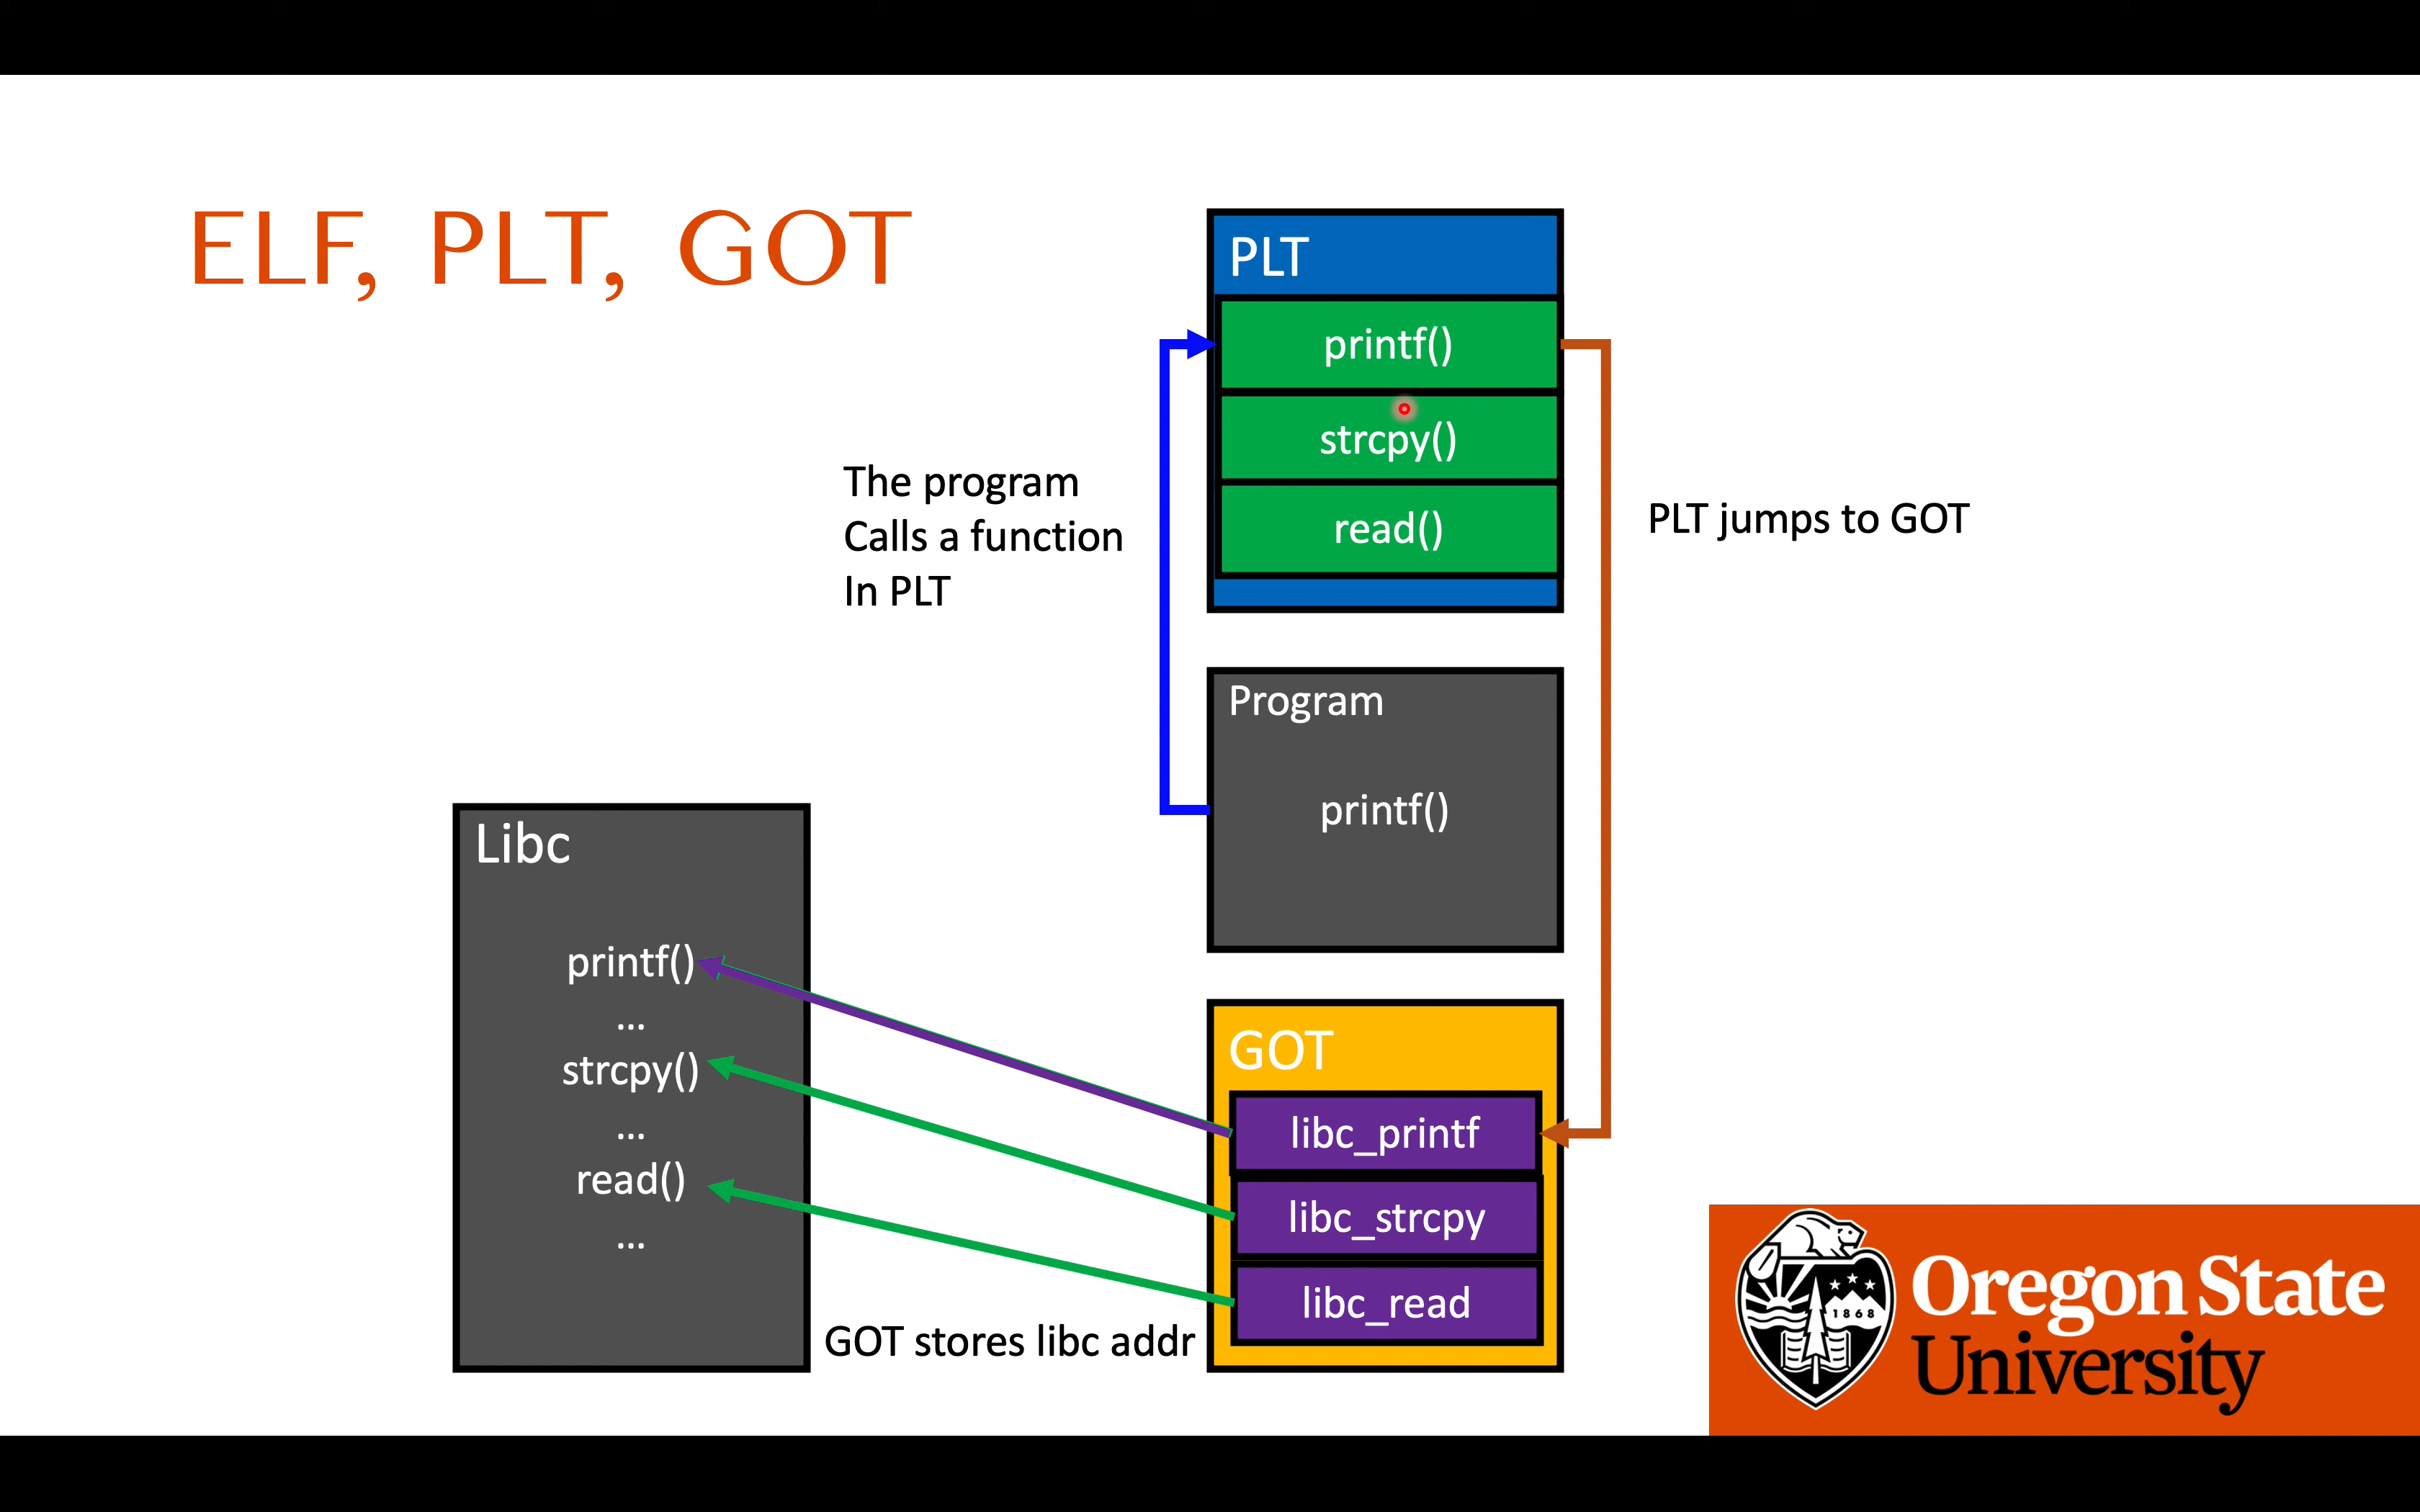 ELF, PLT, GOT
PLT
printf()
strcpy()
read()
The program
Calls a function
In PLT
PLT jumps to GOT
Program
printf()
Libc
printf()
...
strcpy()
...
read()
...
GOT
libc_printf
libc_strcpy
libc_read
GOT stores libc addr
1868
Oregon State
University